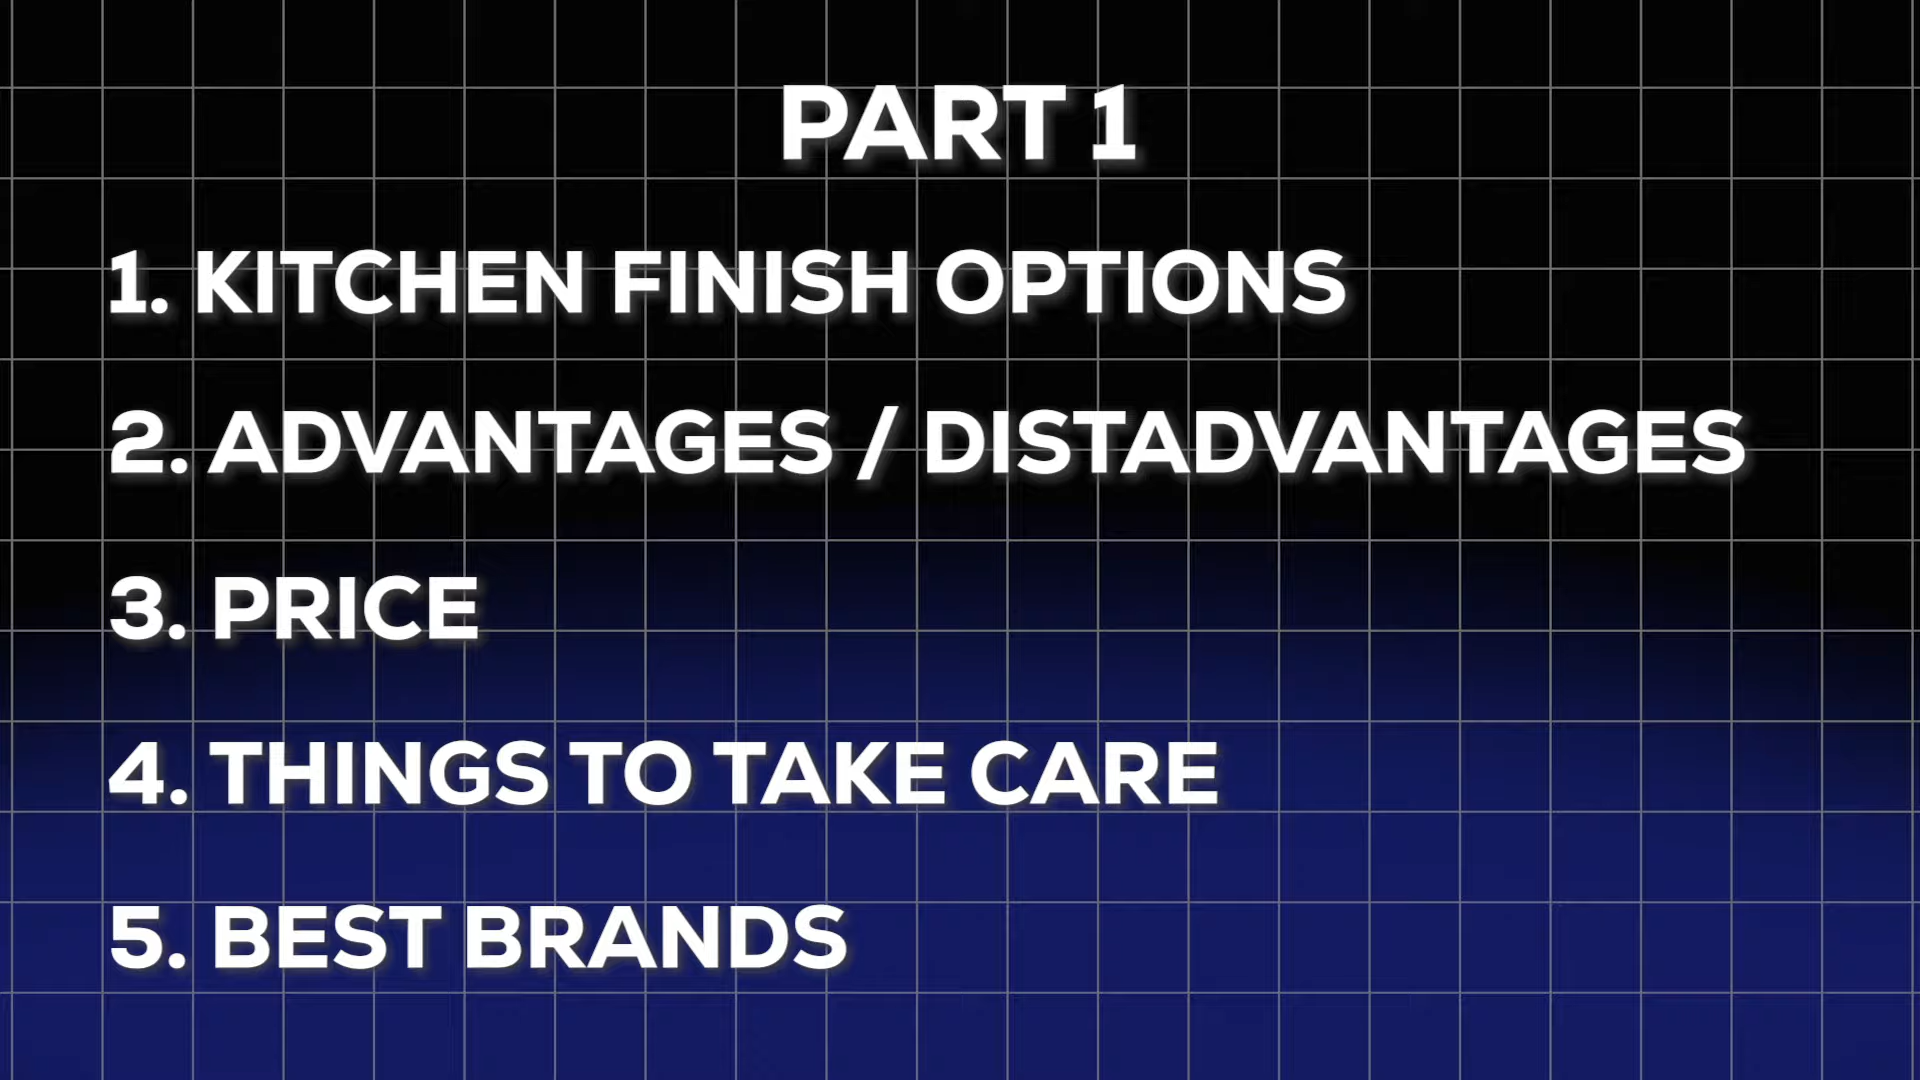 PART 1
1. KITCHEN FINISH OPTIONS
2. ADVANTAGES / DISTADVANTAGES
3. PRICE
4. THINGS TO TAKE CARE
5. BEST BRANDS